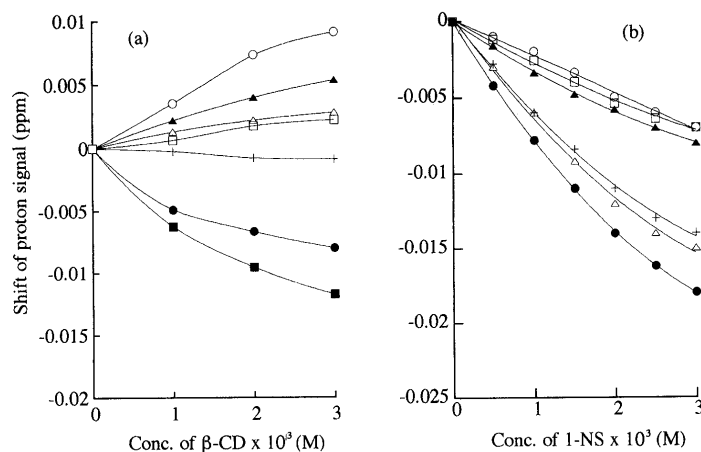 (a)
0.01
0.005
0
-0.005
-0.01
-0.015
-0.02
0 1 2 3
Shift of proton signal (ppm)
Conc. of β-CD x 10³ (M)
(b)
0
-0.005
-0.01
-0.015
-0.02
-0.025
0 1 2 3
Conc. of 1-NS x 10³ (M)